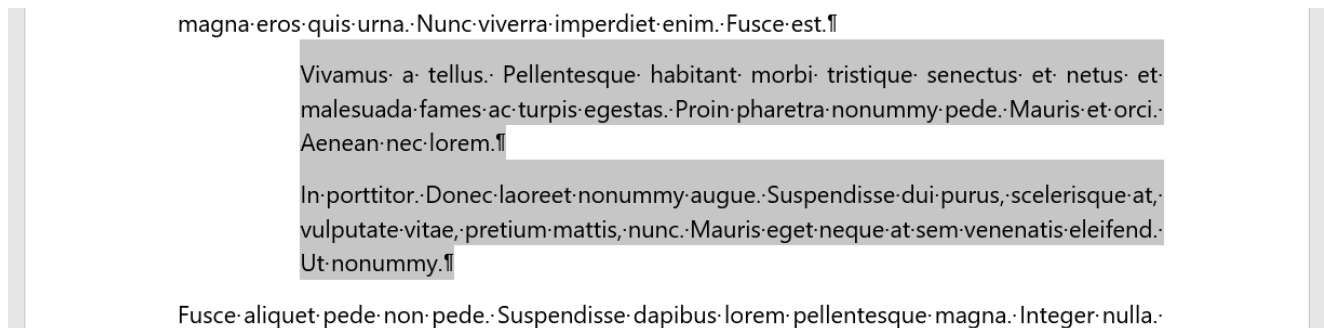 magna·eros·quis·urna.·Nunc·viverra·imperdiet·enim.·Fusce·est.¶
Vivamus· a· tellus.· Pellentesque· habitant· morbi· tristique· senectus· et· netus· et·
malesuada·fames·ac·turpis·egestas.·Proin·pharetra·nonummy·pede.·Mauris·et·orci.·
Aenean·nec·lorem.¶
In·porttitor.·Donec·laoreet·nonummy·augue.·Suspendisse·dui·purus,·scelerisque·at,·
vulputate·vitae,·pretium·mattis,·nunc.·Mauris·eget·neque·at·sem·venenatis·eleifend.·
Ut·nonummy.¶
Fusce·aliquet·pede·non·pede.·Suspendisse·dapibus·lorem·pellentesque·magna.·Integer·nulla.·